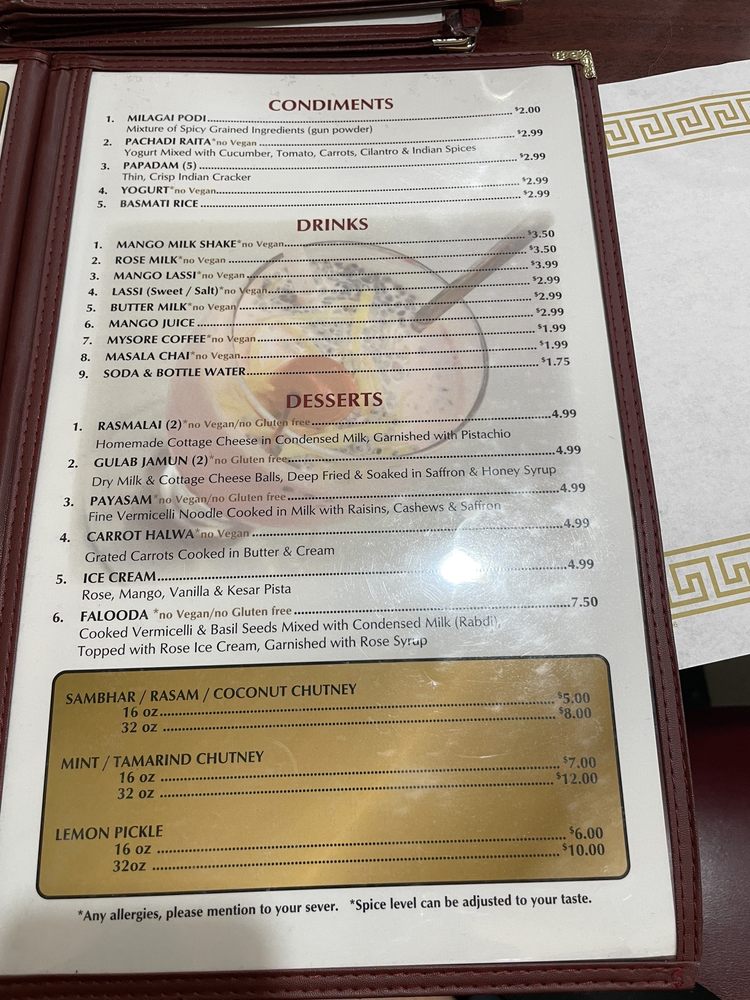 CONDIMENTS
1. MILAGAI PODI $2.00
Mixture of Spicy Grained Ingredients (gun powder)
2. PACHADI RAITA*no Vegan $2.99
Yogurt Mixed with Cucumber, Tomato, Carrots, Cilantro & Indian Spices
3. PAPADAM (5) $2.99
Thin, Crisp Indian Cracker
4. YOGURT*no Vegan $2.99
5. BASMATI RICE $2.99
DRINKS
1. MANGO MILK SHAKE*no Vegan $3.50
2. ROSE MILK*no Vegan $3.50
3. MANGO LASSI*no Vegan $3.99
4. LASSI (Sweet / Salt)*no Vegan $2.99
5. BUTTER MILK*no Vegan $2.99
6. MANGO JUICE $2.99
7. MYSORE COFFEE*no Vegan $1.99
8. MASALA CHAI*no Vegan $1.99
9. SODA & BOTTLE WATER $1.75
DESSERTS
1. RASMALAI (2)*no Vegan/no Gluten free 4.99
Homemade Cottage Cheese in Condensed Milk, Garnished with Pistachio
2. GULAB JAMUN (2)*no Gluten free 4.99
Dry Milk & Cottage Cheese Balls, Deep Fried & Soaked in Saffron & Honey Syrup
3. PAYASAM*no Vegan/no Gluten free 4.99
Fine Vermicelli Noodle Cooked in Milk with Raisins, Cashews & Saffron
4. CARROT HALWA*no Vegan 4.99
Grated Carrots Cooked in Butter & Cream
5. ICE CREAM 4.99
Rose, Mango, Vanilla & Kesar Pista
6. FALOODA *no Vegan/no Gluten free 7.50
Cooked Vermicelli & Basil Seeds Mixed with Condensed Milk (Rabdi),
Topped with Rose Ice Cream, Garnished with Rose Syrup
SAMBHAR / RASAM / COCONUT CHUTNEY
16 oz $5.00
32 oz $8.00
MINT / TAMARIND CHUTNEY
16 oz $7.00
32 oz $12.00
LEMON PICKLE
16 oz $6.00
32oz $10.00
*Any allergies, please mention to your sever. *Spice level can be adjusted to your taste.